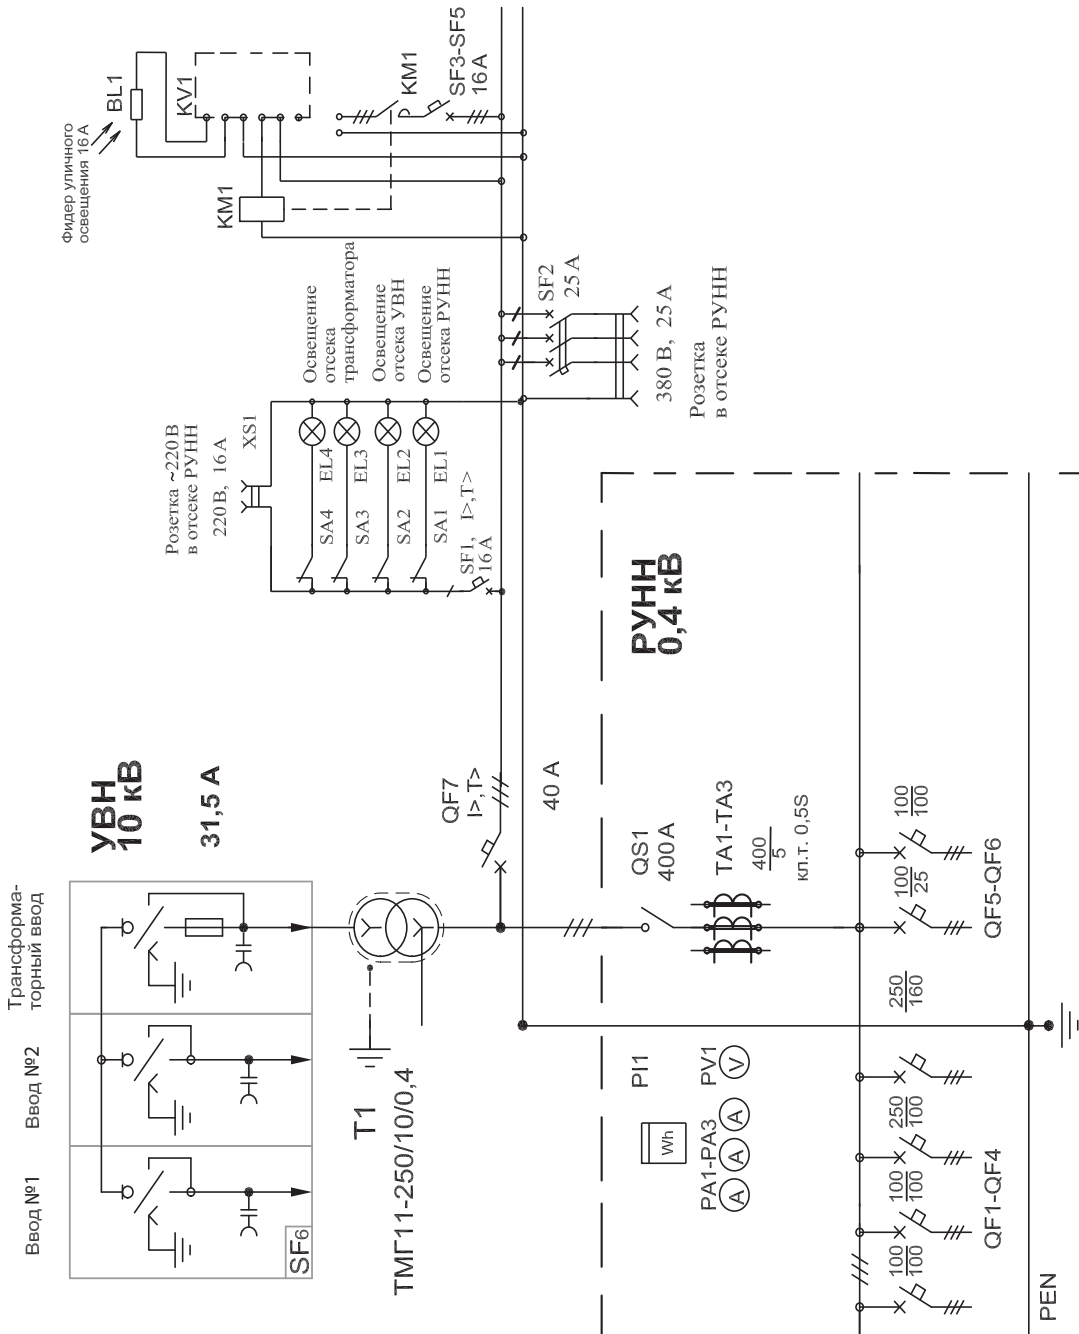 Фидер уличного
освещения 16 А
BL1
KV1
KM1
KM1
SF3-SF5
16 А
Розетка ~220 В
в отсеке РУНН
220 В, 16 А
XS1
Освещение
отсека
трансформатора
Освещение
отсека УВН
Освещение
отсека РУНН
EL4
EL3
EL2
EL1
SA4
SA3
SA2
SA1
SF1, I>,T>
16 А
SF2
25 А
380 В, 25 А
Розетка
в отсеке РУНН
РУНН
0,4 кВ
УВН
10 кВ
31,5 А
Трансформа-
торный ввод
Ввод №2
Ввод №1
SF6
T1
ТМГ11-250/10/0,4
QF7
I>,T>
40 А
QS1
400 А
TA1-TA3
400
5
кл.т. 0,5S
PI1
Wh
PV1
V
PA1-PA3
A
A
A
100
100
100
25
QF5-QF6
250
160
250
100
100
100
100
100
QF1-QF4
PEN